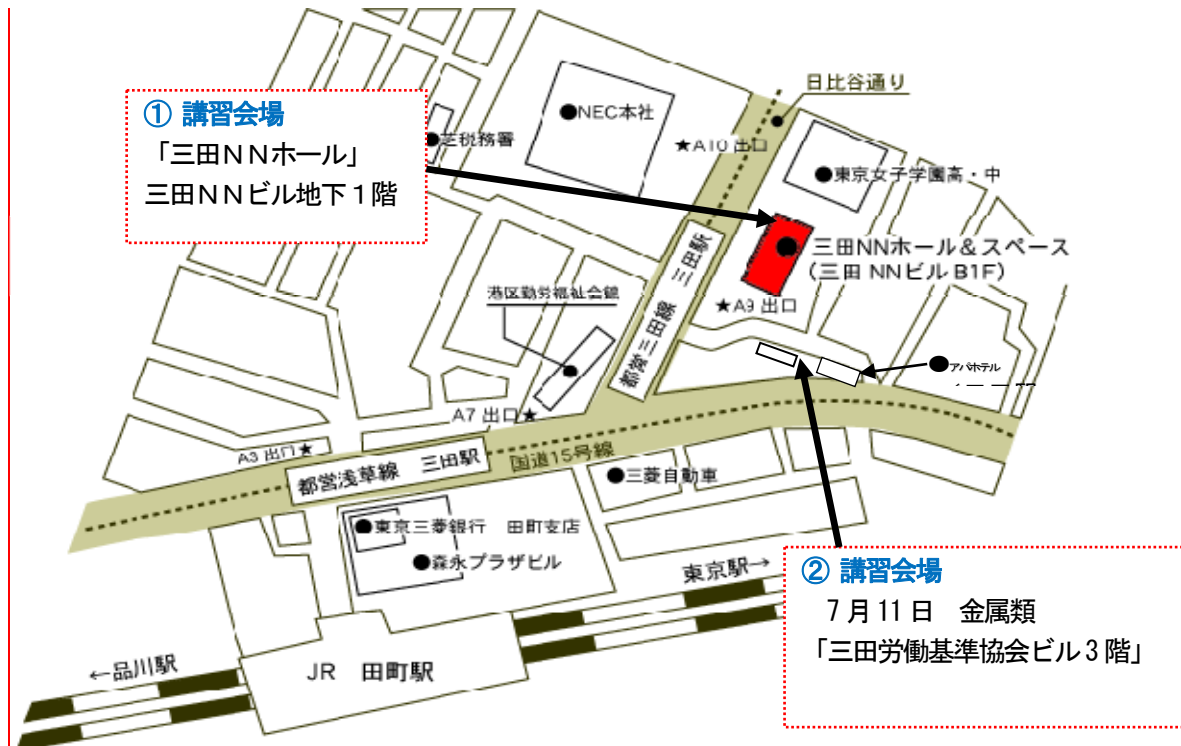 日比谷通り
① 講習会場
「三田ＮＮホール」
三田ＮＮビル地下１階
●NEC本社
●芝税務署
★A10 出口
●東京女子学園高・中
三田NNホール＆スペース
（三田 NNビル B1F）
★A9 出口
都営三田線　三田駅
港区勤労福祉会館
●アパホテル
A7 出口★
A3 出口★
都営浅草線　三田駅
国道15号線
●三菱自動車
●東京三菱銀行　田町支店
●森永プラザビル
東京駅→
② 講習会場
７月 11 日　金属類
「三田労働基準協会ビル 3 階」
←品川駅
JR　田町駅